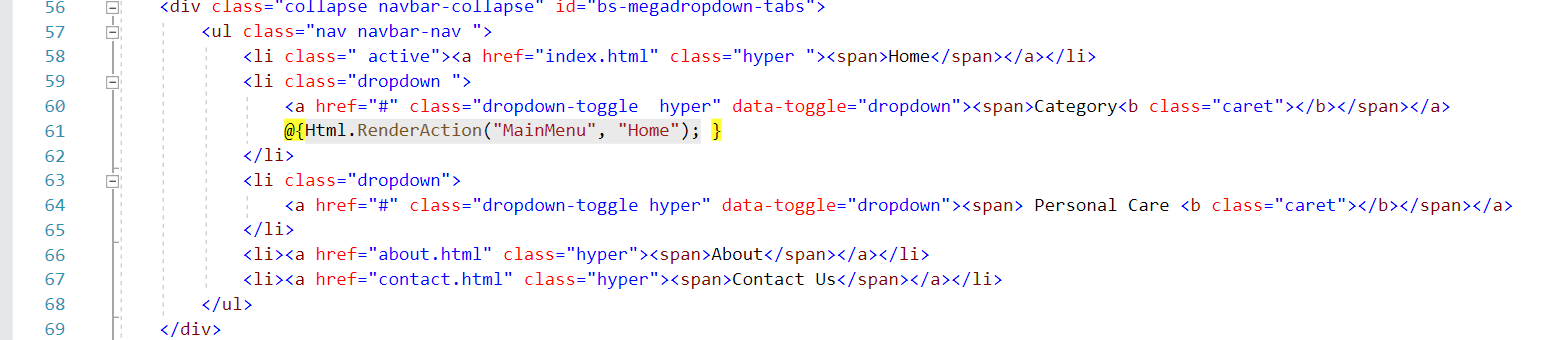 56 <div class="collapse navbar-collapse" id="bs-megadropdown-tabs">
57 <ul class="nav navbar-nav ">
58 <li class=" active"><a href="index.html" class="hyper "><span>Home</span></a></li>
59 <li class="dropdown ">
60 <a href="#" class="dropdown-toggle  hyper" data-toggle="dropdown"><span>Category<b class="caret"></b></span></a>
61 @{Html.RenderAction("MainMenu", "Home"); }
62 </li>
63 <li class="dropdown">
64 <a href="#" class="dropdown-toggle hyper" data-toggle="dropdown"><span> Personal Care <b class="caret"></b></span></a>
65 </li>
66 <li><a href="about.html" class="hyper"><span>About</span></a></li>
67 <li><a href="contact.html" class="hyper"><span>Contact Us</span></a></li>
68 </ul>
69 </div>